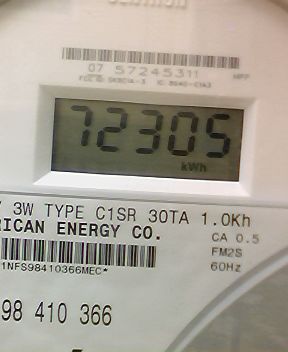 07 57245311
72305
kWh
3W TYPE C1SR 30TA 1.0Kh
RICAN ENERGY CO.
CA 0.5
FM2S
60Hz
1NFS98410366MEC*
98 410 366